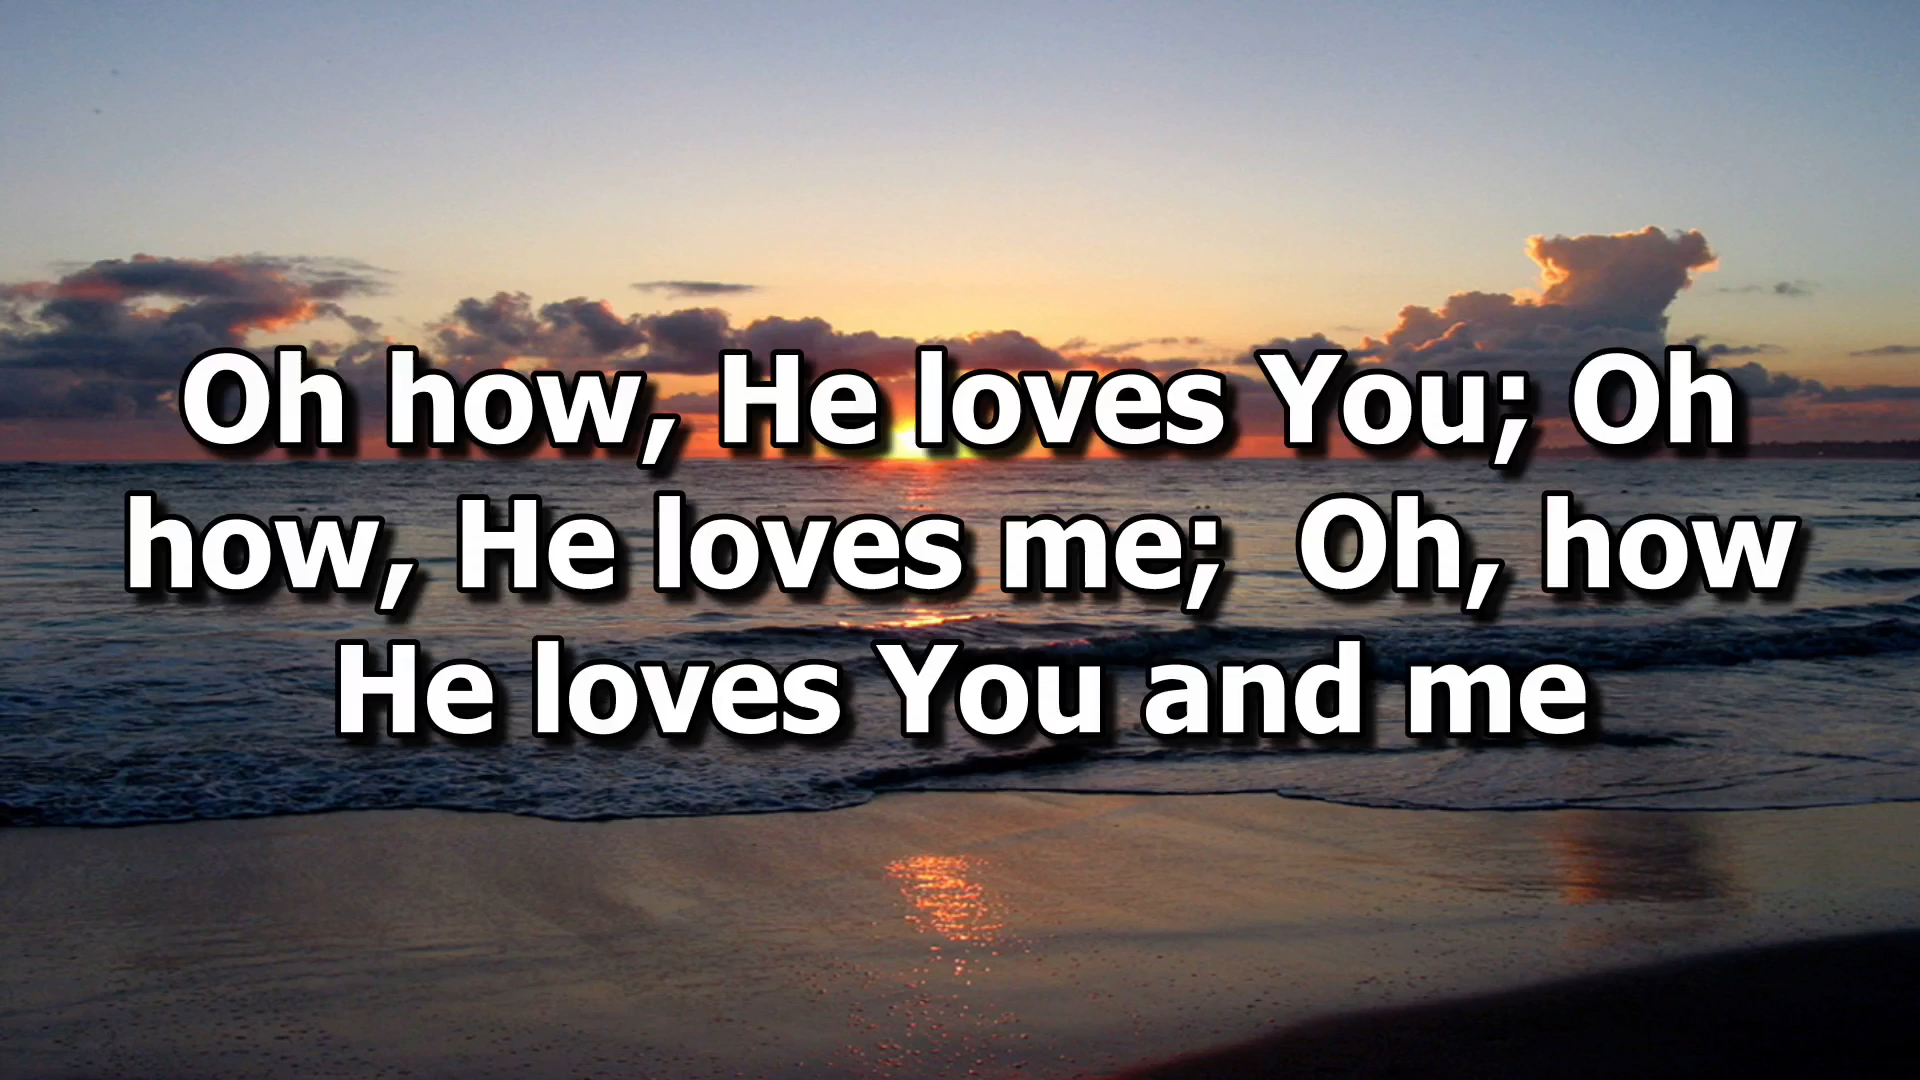 Oh how, He loves You; Oh
how, He loves me;  Oh, how
He loves You and me